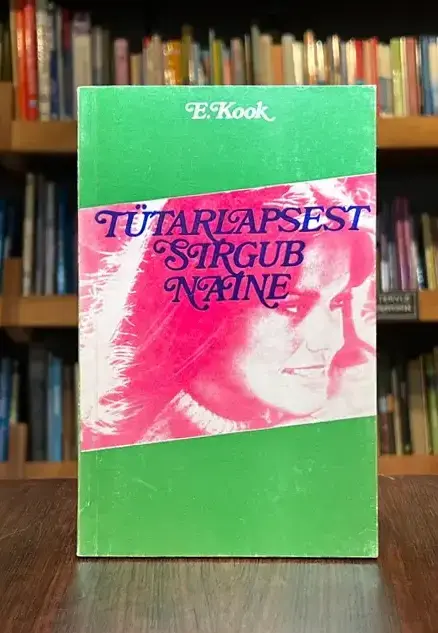 E. Kook
TÜTARLAPSEST
SIRGUB
NAINE